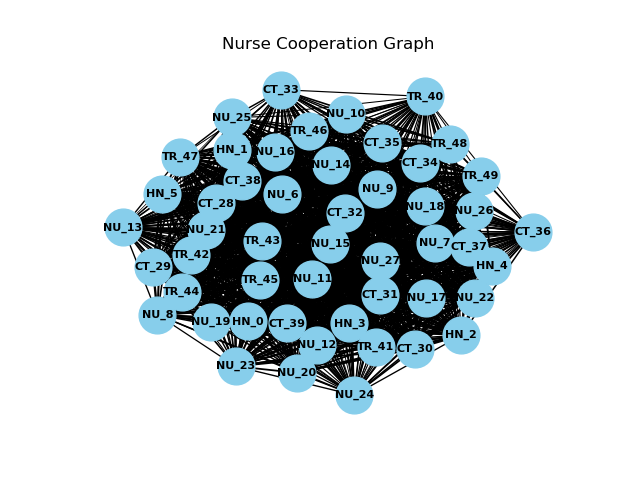 Nurse Cooperation Graph
CT_33
TR_40
NU_10
NU_25
TR_46
CT_35
TR_48
HN_1
NU_16
TR_47
CT_34
NU_14
TR_49
CT_38
NU_9
HN_5
NU_6
CT_28
NU_18
NU_26
CT_32
NU_13
NU_21
CT_36
TR_43
NU_15
NU_7
CT_37
TR_42
NU_27
HN_4
CT_29
TR_45
NU_11
TR_44
CT_31
NU_17
NU_22
NU_8
NU_19
HN_0
CT_39
HN_3
HN_2
NU_12
TR_41
CT_30
NU_23
NU_20
NU_24